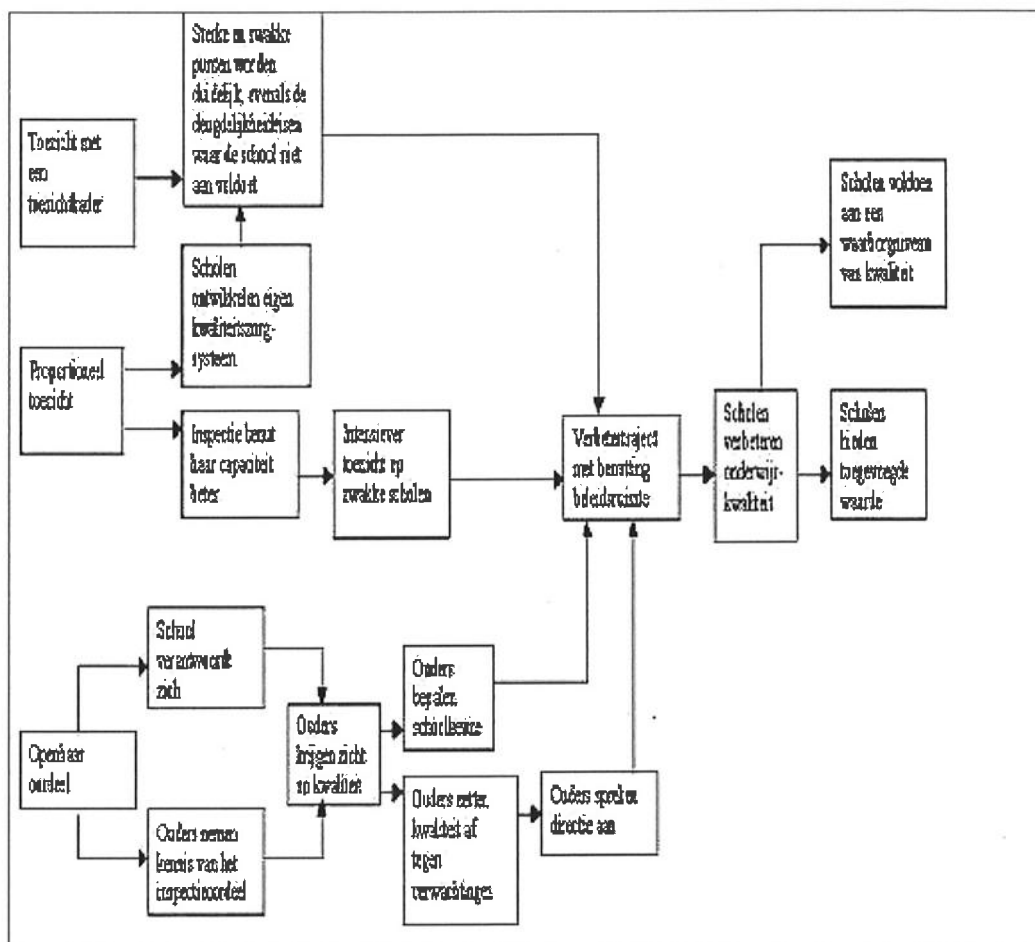 Sterke en zwakke
punten worden
duidelijk, evenals de
deugdelijkheidseisen
waar de school niet
aan voldoet
Toezicht met
een
toezichtkader
Scholen
ontwikkelen eigen
kwaliteitszorg-
systeem
Proportioneel
toezicht
Inspectie benut
haar capaciteit
beter
Intensiever
toezicht op
zwakke scholen
Verbetertraject
met benutting
beleidsruimte
Scholen
verbeteren
onderwijs-
kwaliteit
Scholen voldoen
aan een
waarborgniveau
van kwaliteit
Scholen
bieden
toegevoegde
waarde
School
verantwoordt
zich
Openbaar
oordeel
Ouders nemen
kennis van het
inspectieoordeel
Ouders
krijgen zicht
op kwaliteit
Ouders
bepalen
schoolkeuze
Ouders zetten
kwaliteit af
tegen
verwachtingen
Ouders spreken
directie aan